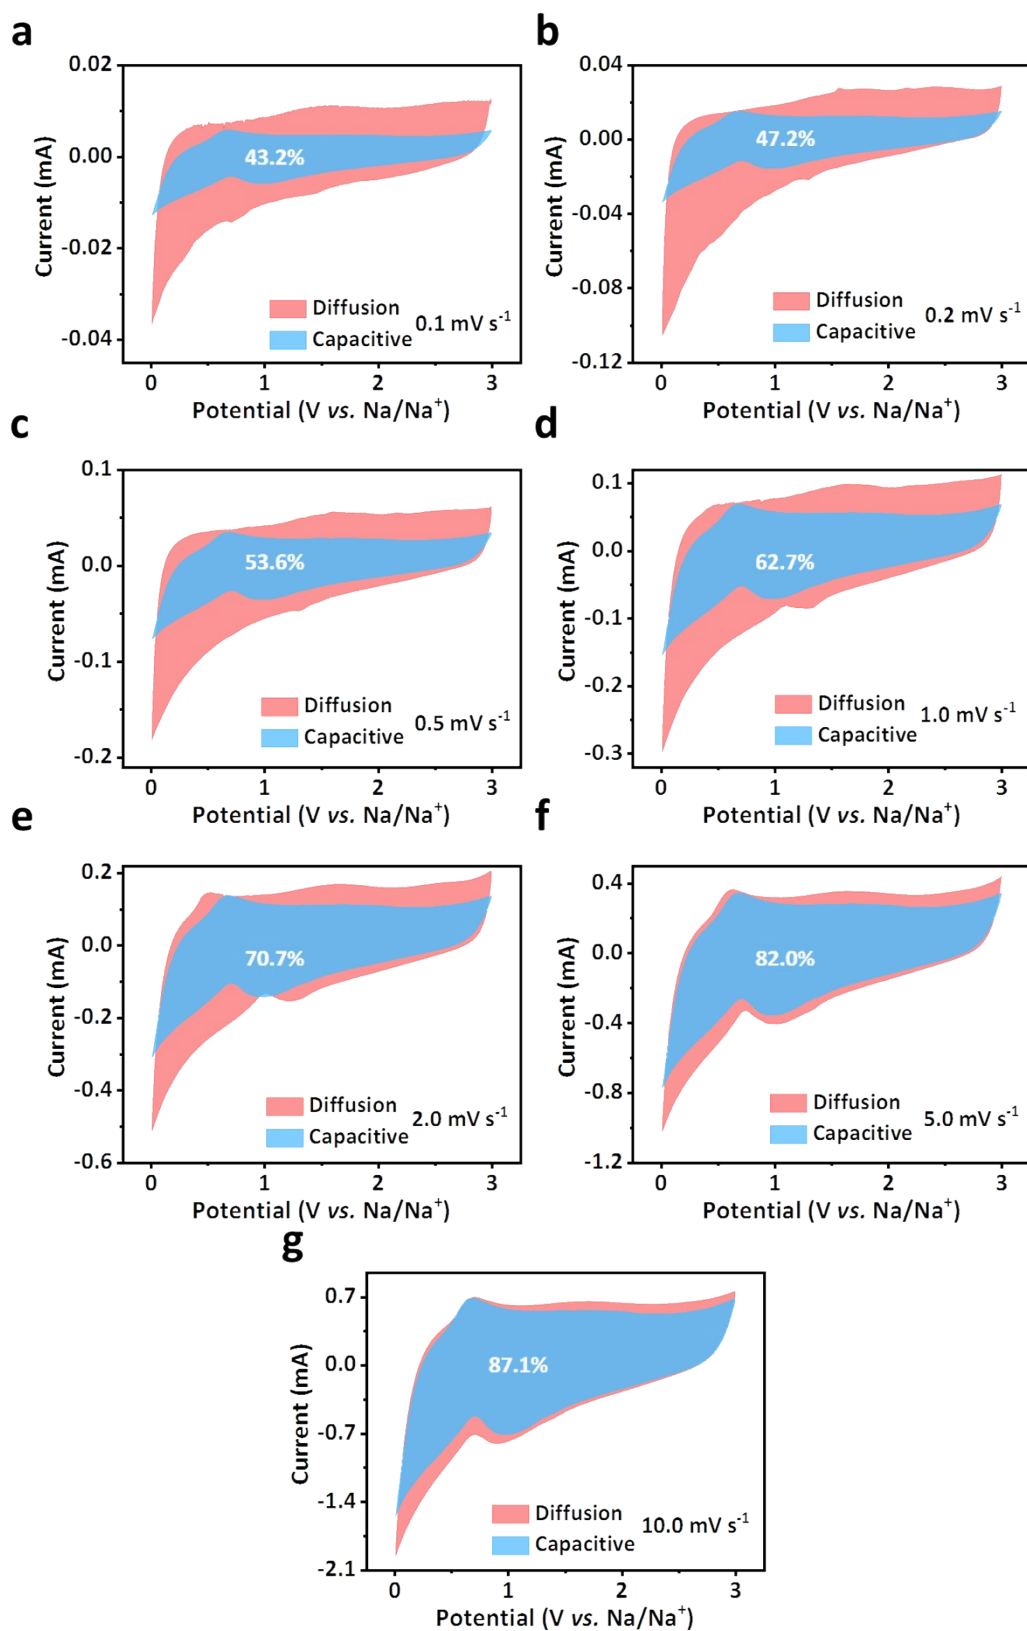 a
0.02
0.00
-0.02
-0.04
Current (mA)
43.2%
Diffusion
Capacitive
0.1 mV s⁻¹
0 1 2 3
Potential (V vs. Na/Na⁺)
b
0.04
0.00
-0.04
-0.08
-0.12
Current (mA)
47.2%
Diffusion
Capacitive
0.2 mV s⁻¹
0 1 2 3
Potential (V vs. Na/Na⁺)
c
0.1
0.0
-0.1
-0.2
Current (mA)
53.6%
Diffusion
Capacitive
0.5 mV s⁻¹
0 1 2 3
Potential (V vs. Na/Na⁺)
d
0.1
0.0
-0.1
-0.2
-0.3
Current (mA)
62.7%
Diffusion
Capacitive
1.0 mV s⁻¹
0 1 2 3
Potential (V vs. Na/Na⁺)
e
0.2
0.0
-0.2
-0.4
-0.6
Current (mA)
70.7%
Diffusion
Capacitive
2.0 mV s⁻¹
0 1 2 3
Potential (V vs. Na/Na⁺)
f
0.4
0.0
-0.4
-0.8
-1.2
Current (mA)
82.0%
Diffusion
Capacitive
5.0 mV s⁻¹
0 1 2 3
Potential (V vs. Na/Na⁺)
g
0.7
0.0
-0.7
-1.4
-2.1
Current (mA)
87.1%
Diffusion
Capacitive
10.0 mV s⁻¹
0 1 2 3
Potential (V vs. Na/Na⁺)